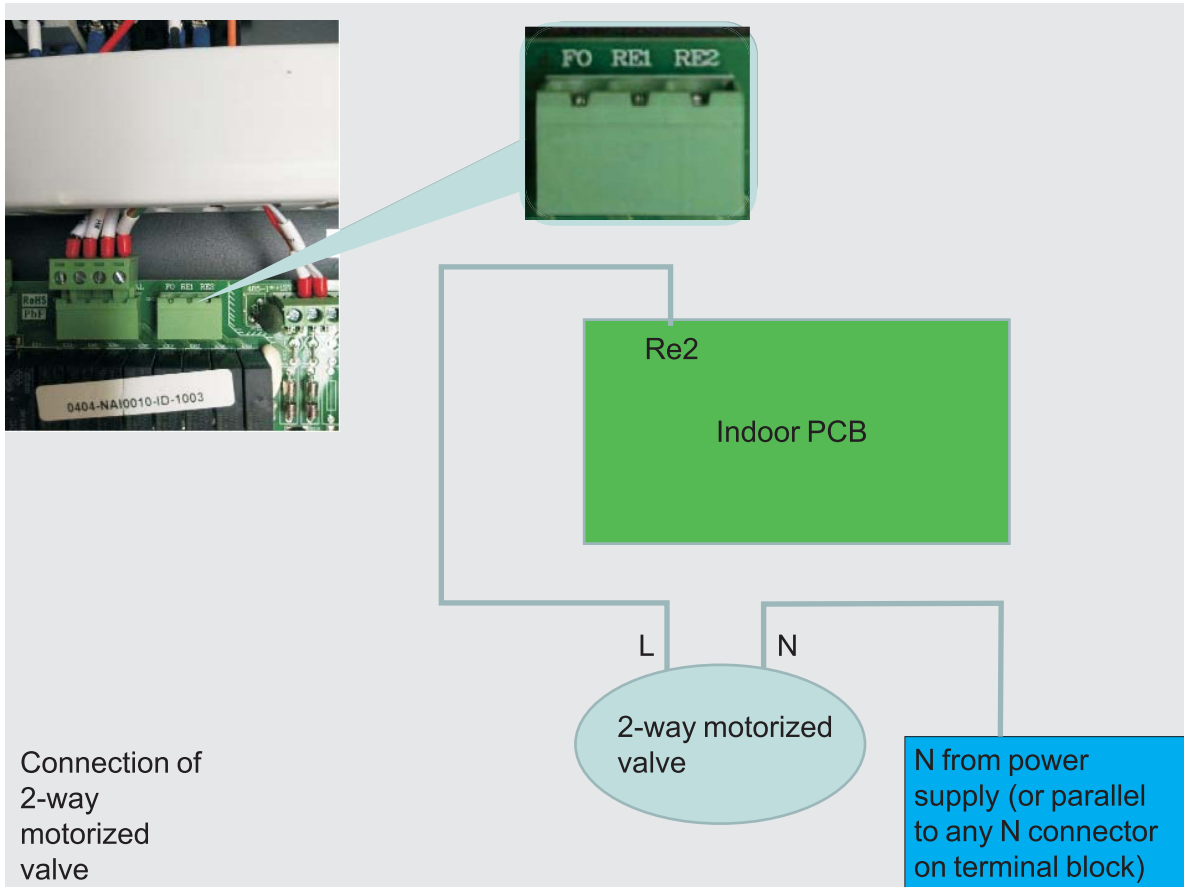 FO RE1 RE2
AL
FO RE1 RE2
RoHS
PbF
0404-NAI0010-ID-1003
Re2
Indoor PCB
L
N
2-way motorized
valve
Connection of
2-way
motorized
valve
N from power
supply (or parallel
to any N connector
on terminal block)